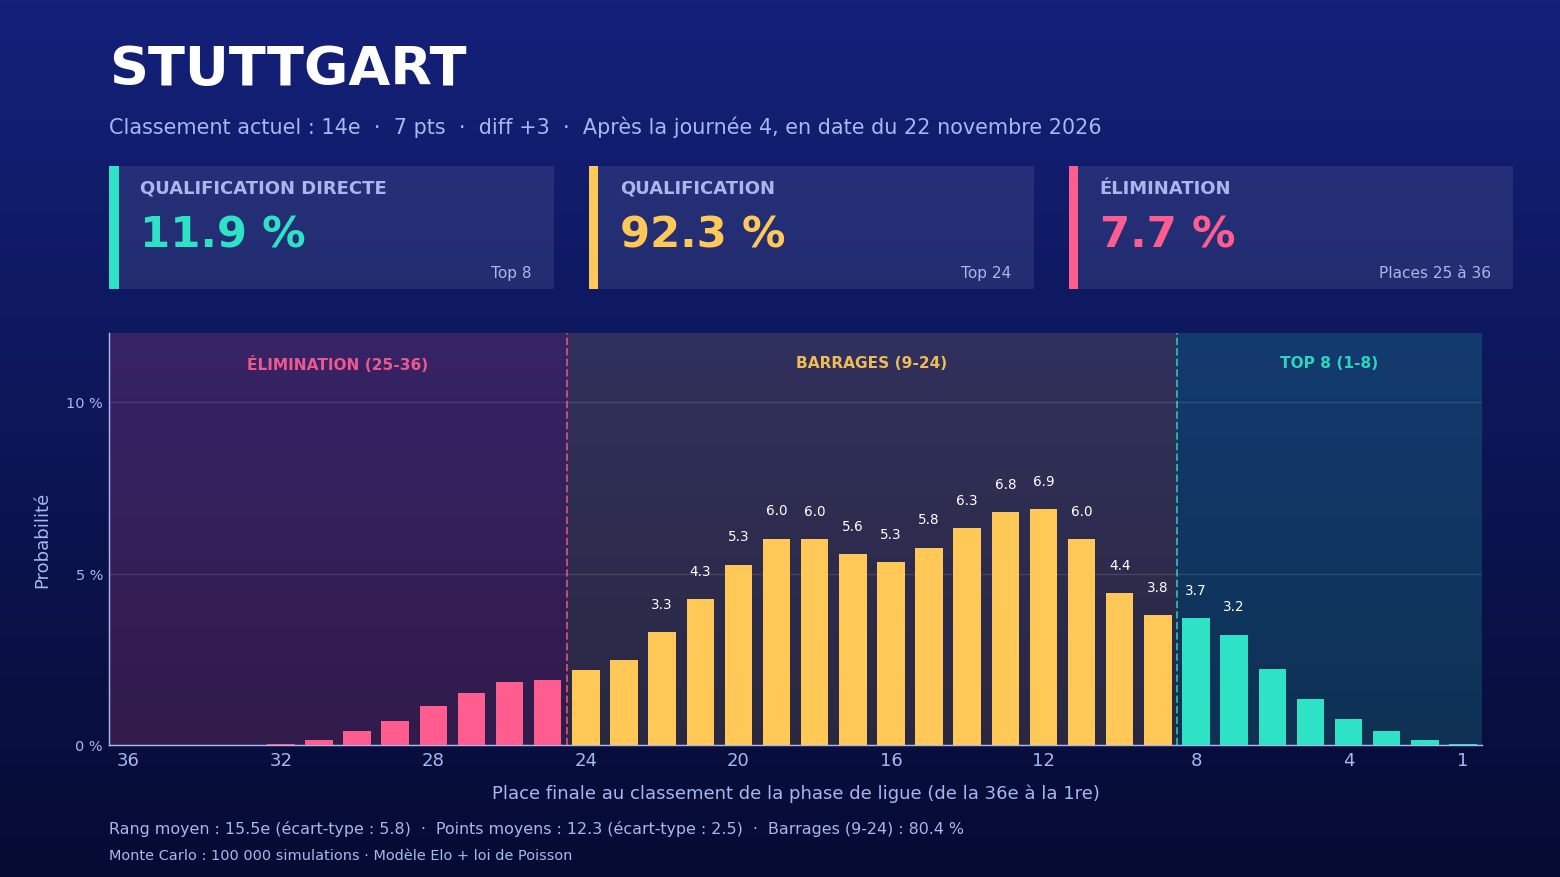 STUTTGART
Classement actuel : 14e · 7 pts · diff +3 · Après la journée 4, en date du 22 novembre 2026
QUALIFICATION DIRECTE
11.9 %
Top 8
QUALIFICATION
92.3 %
Top 24
ÉLIMINATION
7.7 %
Places 25 à 36
ÉLIMINATION (25-36)
BARRAGES (9-24)
TOP 8 (1-8)
Probabilité
10 %
5 %
0 %
3.3
4.3
5.3
6.0
6.0
5.6
5.3
5.8
6.3
6.8
6.9
6.0
4.4
3.8
3.7
3.2
36
32
28
24
20
16
12
8
4
1
Place finale au classement de la phase de ligue (de la 36e à la 1re)
Rang moyen : 15.5e (écart-type : 5.8) · Points moyens : 12.3 (écart-type : 2.5) · Barrages (9-24) : 80.4 %
Monte Carlo : 100 000 simulations · Modèle Elo + loi de Poisson